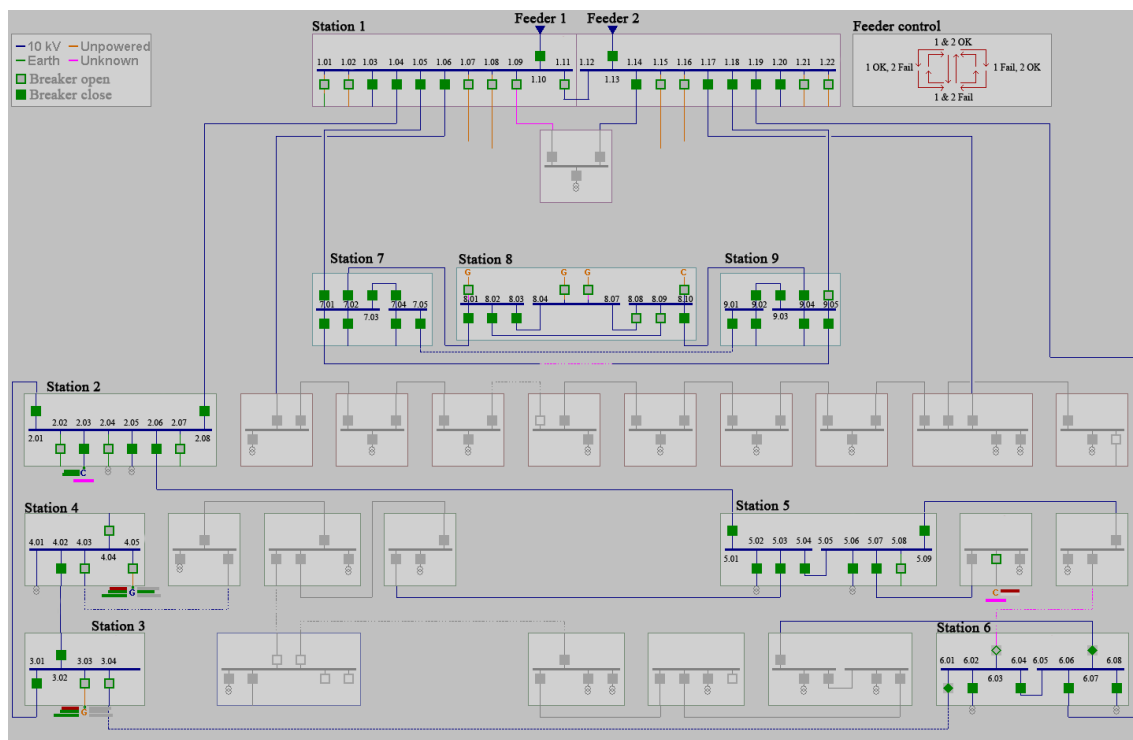 Feeder 1 Feeder 2
Station 1
Feeder control
10 kV Unpowered
Earth Unknown
Breaker open
Breaker close
1 & 2 OK
1 OK, 2 Fail 1 Fail, 2 OK
1 & 2 Fail
1.01 1.02 1.03 1.04 1.05 1.06 1.07 1.08 1.09 1.11 1.12 1.14 1.15 1.16 1.17 1.18 1.19 1.20 1.21 1.22
1.10 1.13
Station 7 Station 8 Station 9
G G G C
7.01 7.02 7.04 7.05 8.01 8.02 8.03 8.04 8.07 8.08 8.09 8.10 9.01 9.02 9.04 9.05
7.03 9.03
Station 2
2.02 2.03 2.04 2.05 2.06 2.07
2.01 2.08
C
Station 4 Station 5
4.01 4.02 4.03 4.05 5.02 5.03 5.04 5.05 5.06 5.07 5.08
4.04 5.01 5.09
G C
Station 3 Station 6
3.01 3.03 3.04 6.01 6.02 6.04 6.05 6.06 6.08
3.02 6.03 6.07
G